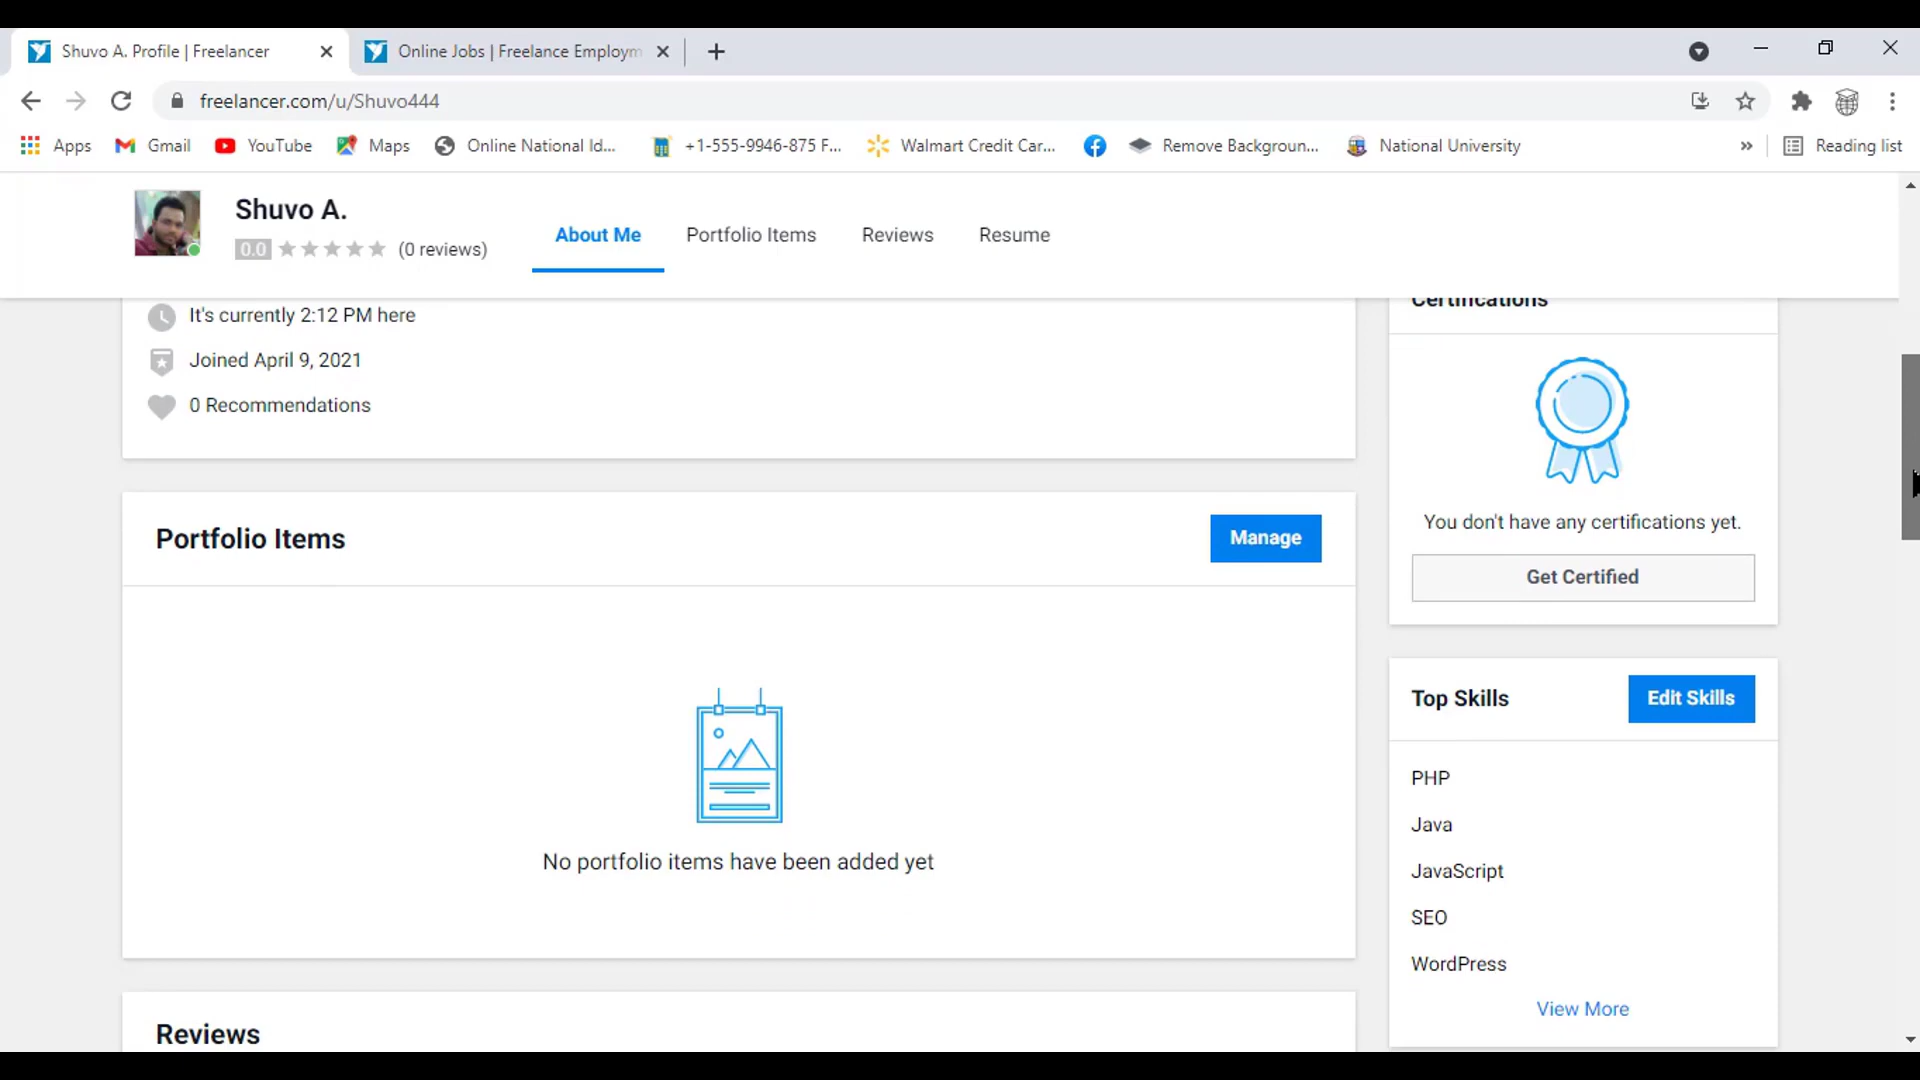 Shuvo A. Profile | Freelancer
Online Jobs | Freelance Employm
freelancer.com/u/Shuvo444
Apps
Gmail
YouTube
Maps
Online National Id...
+1-555-9946-875 F...
Walmart Credit Car...
Remove Backgroun...
National University
»
Reading list
Shuvo A.
0.0
(0 reviews)
About Me
Portfolio Items
Reviews
Resume
It's currently 2:12 PM here
Joined April 9, 2021
0 Recommendations
Portfolio Items
Manage
No portfolio items have been added yet
Reviews
Certifications
You don't have any certifications yet.
Get Certified
Top Skills
Edit Skills
PHP
Java
JavaScript
SEO
WordPress
View More